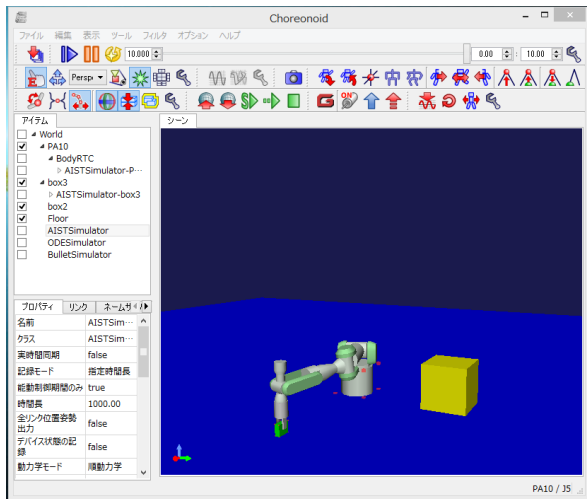 Choreonoid
ファイル 編集 表示 ツール フィルタ オプション ヘルプ
10.000 0.00 : 10.00
Persp
アイテム シーン
World
PA10
BodyRTC
AISTSimulator-P…
box3
AISTSimulator-box3
box2
Floor
AISTSimulator
ODESimulator
BulletSimulator
プロパティ リンク ネームサ
名前 AISTSim…
クラス AISTSim…
実時間同期 false
記録モード 指定時間長
能動制御期間のみ true
時間長 1000.00
全リンク位置姿勢出力 false
デバイス状態の記録 false
動力学モード 順動力学
PA10 / J5